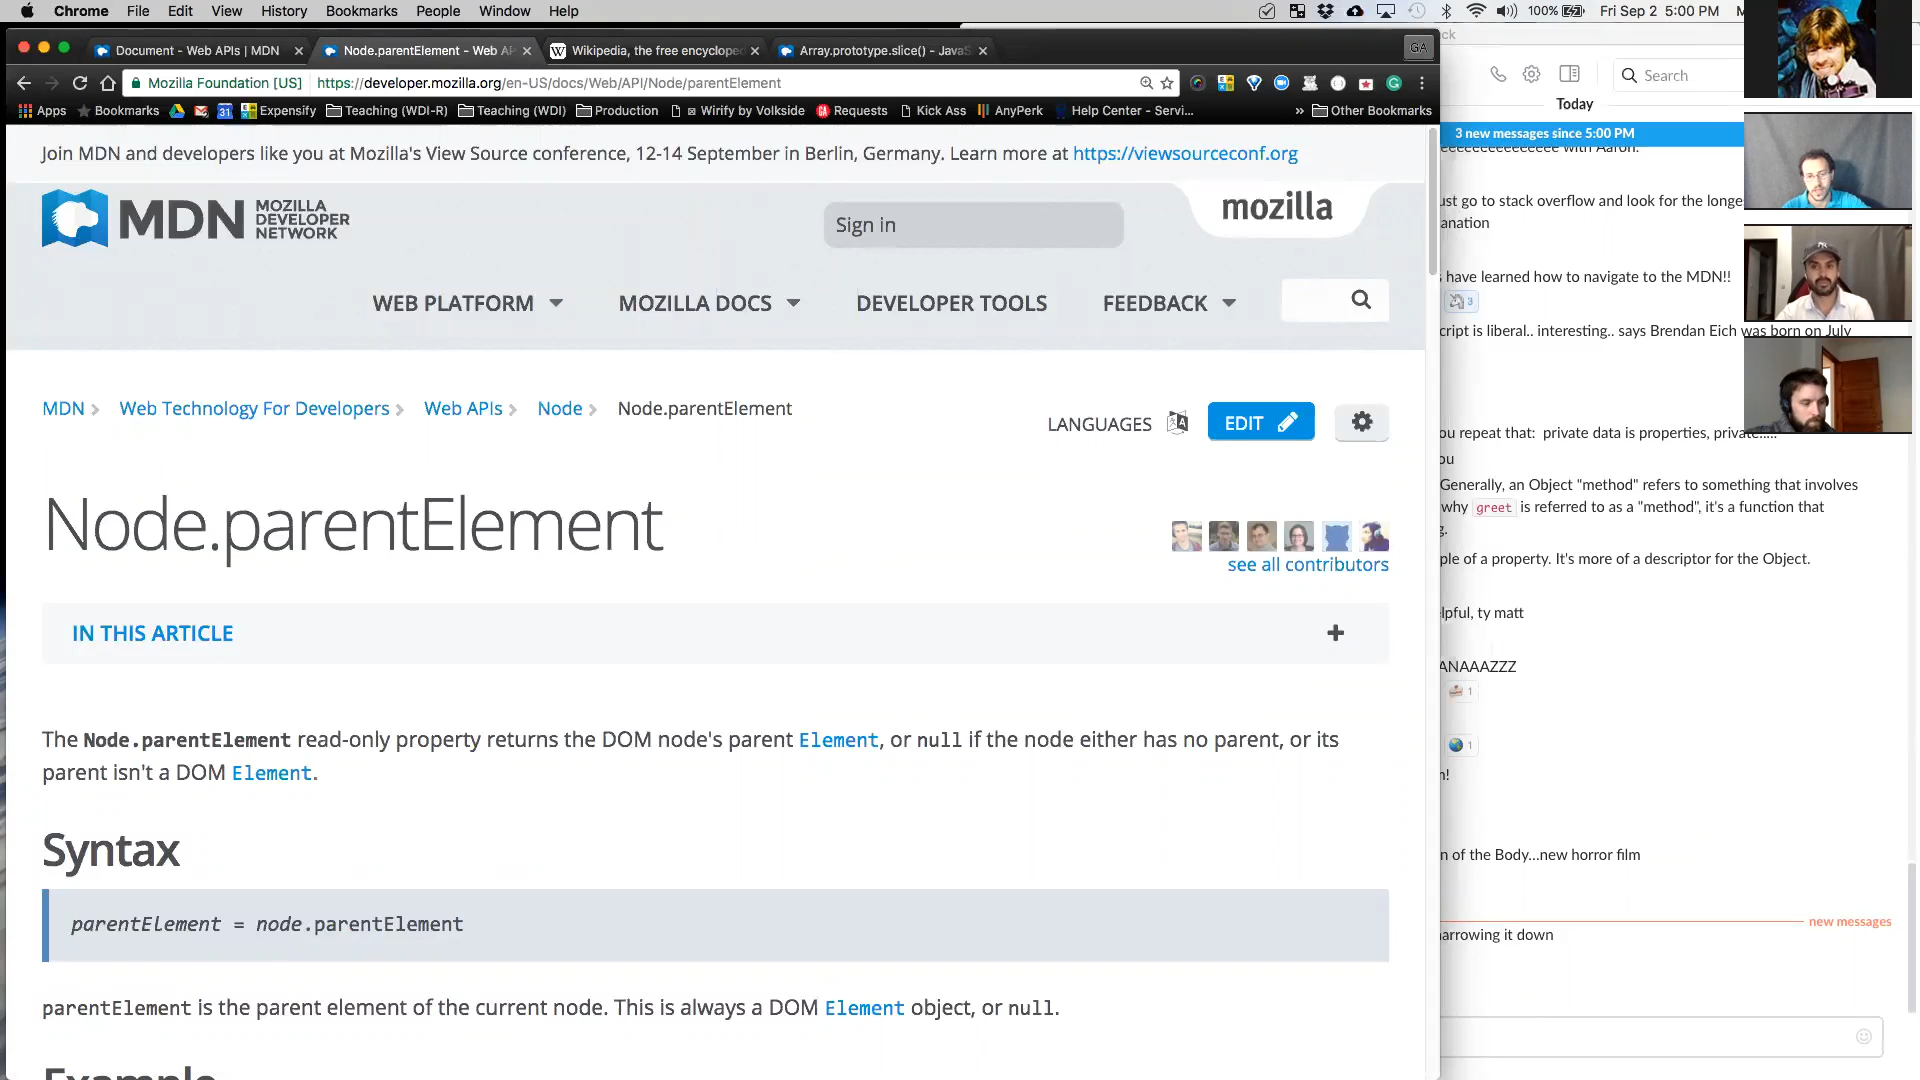 Chrome File Edit View History Bookmarks People Window Help
100% Fri Sep 2 5:00 PM
Document - Web APIs | MDN
Node.parentElement - Web AP
Wikipedia, the free encycloped
Array.prototype.slice() - JavaS
GA
Mozilla Foundation [US] https://developer.mozilla.org/en-US/docs/Web/API/Node/parentElement
Apps Bookmarks 31 Expensify Teaching (WDI-R) Teaching (WDI) Production Wirify by Volkside Requests Kick Ass AnyPerk Help Center - Servi... » Other Bookmarks
Join MDN and developers like you at Mozilla's View Source conference, 12-14 September in Berlin, Germany. Learn more at https://viewsourceconf.org
MDN MOZILLA
DEVELOPER
NETWORK
Sign in
mozilla
WEB PLATFORM MOZILLA DOCS DEVELOPER TOOLS FEEDBACK
MDN Web Technology For Developers Web APIs Node Node.parentElement
LANGUAGES EDIT
Node.parentElement
see all contributors
IN THIS ARTICLE
The Node.parentElement read-only property returns the DOM node's parent Element, or null if the node either has no parent, or its
parent isn't a DOM Element.
Syntax
parentElement = node.parentElement
parentElement is the parent element of the current node. This is always a DOM Element object, or null.
Example
ck
Search
Today
3 new messages since 5:00 PM
with Aaron.
ust go to stack overflow and look for the longe
anation
have learned how to navigate to the MDN!!
3
cript is liberal.. interesting.. says Brendan Eich was born on July
ou repeat that: private data is properties, private.....
ou
Generally, an Object "method" refers to something that involves
why greet is referred to as a "method", it's a function that
g.
ple of a property. It's more of a descriptor for the Object.
elpful, ty matt
ANAAAZZZ
1
1
n!
n of the Body...new horror film
new messages
arrowing it down